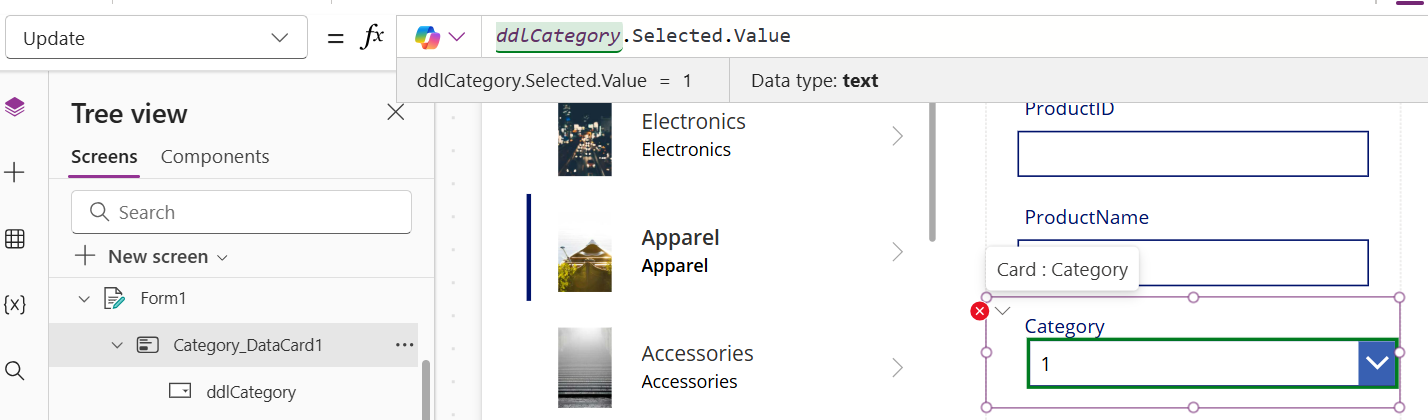 Update
= fx
ddlCategory.Selected.Value
ddlCategory.Selected.Value = 1
Data type: text
Tree view
Screens
Components
Search
New screen
Form1
Category_DataCard1
ddlCategory
Electronics
Electronics
Apparel
Apparel
Accessories
Accessories
ProductID
ProductName
Card : Category
Category
1